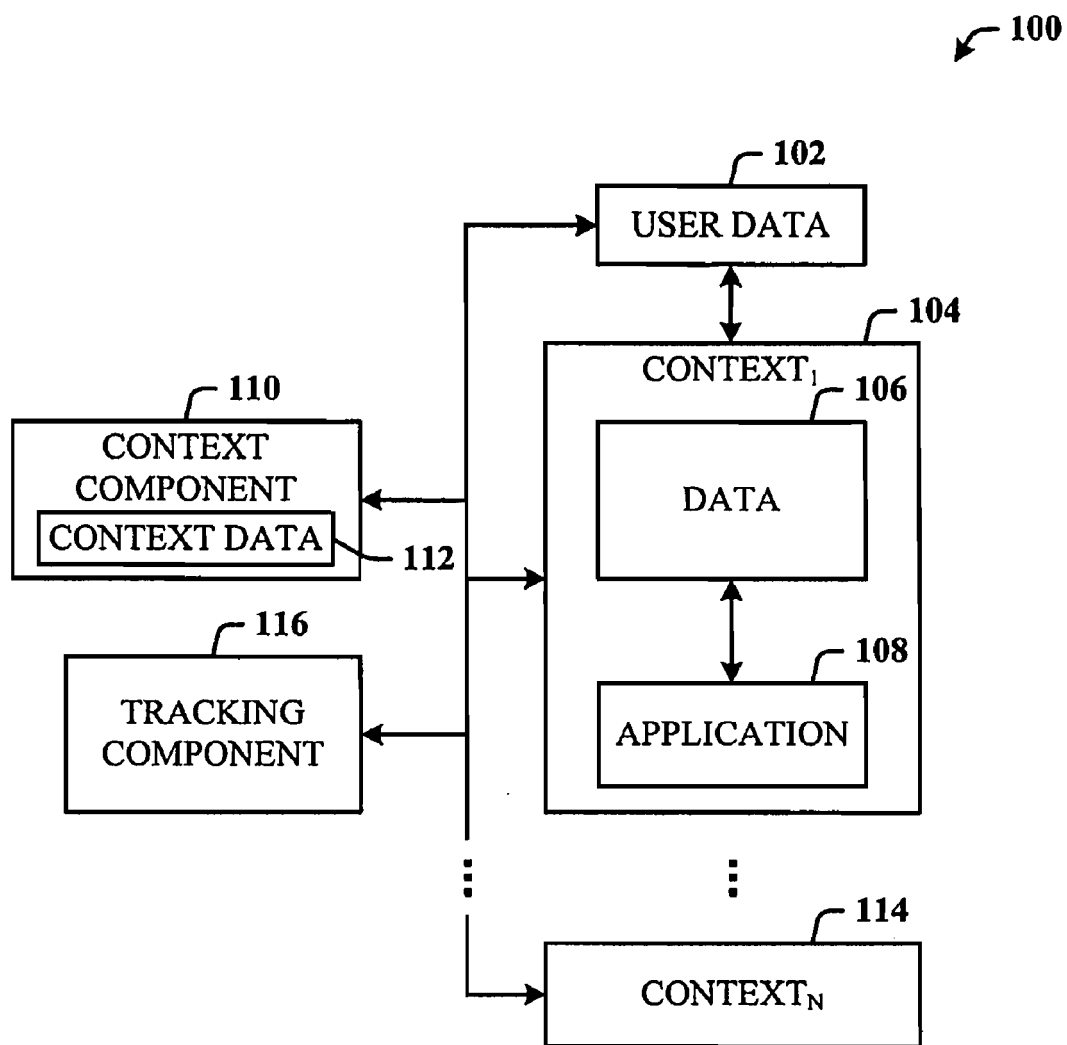 100
102
USER DATA
104
CONTEXT₁
106
DATA
108
APPLICATION
110
CONTEXT
COMPONENT
CONTEXT DATA
112
116
TRACKING
COMPONENT
114
CONTEXTN